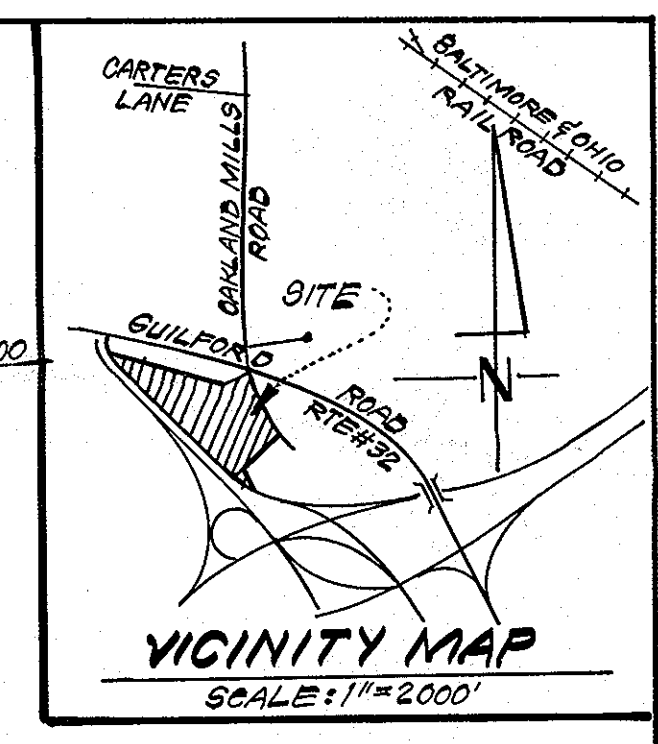 CARTERS
LANE
OAKLAND MILLS
ROAD
BALTIMORE & OHIO
RAIL ROAD
SITE
GUILFORD
ROAD
RTE#32
N
00
VICINITY MAP
SCALE: 1"=2000'